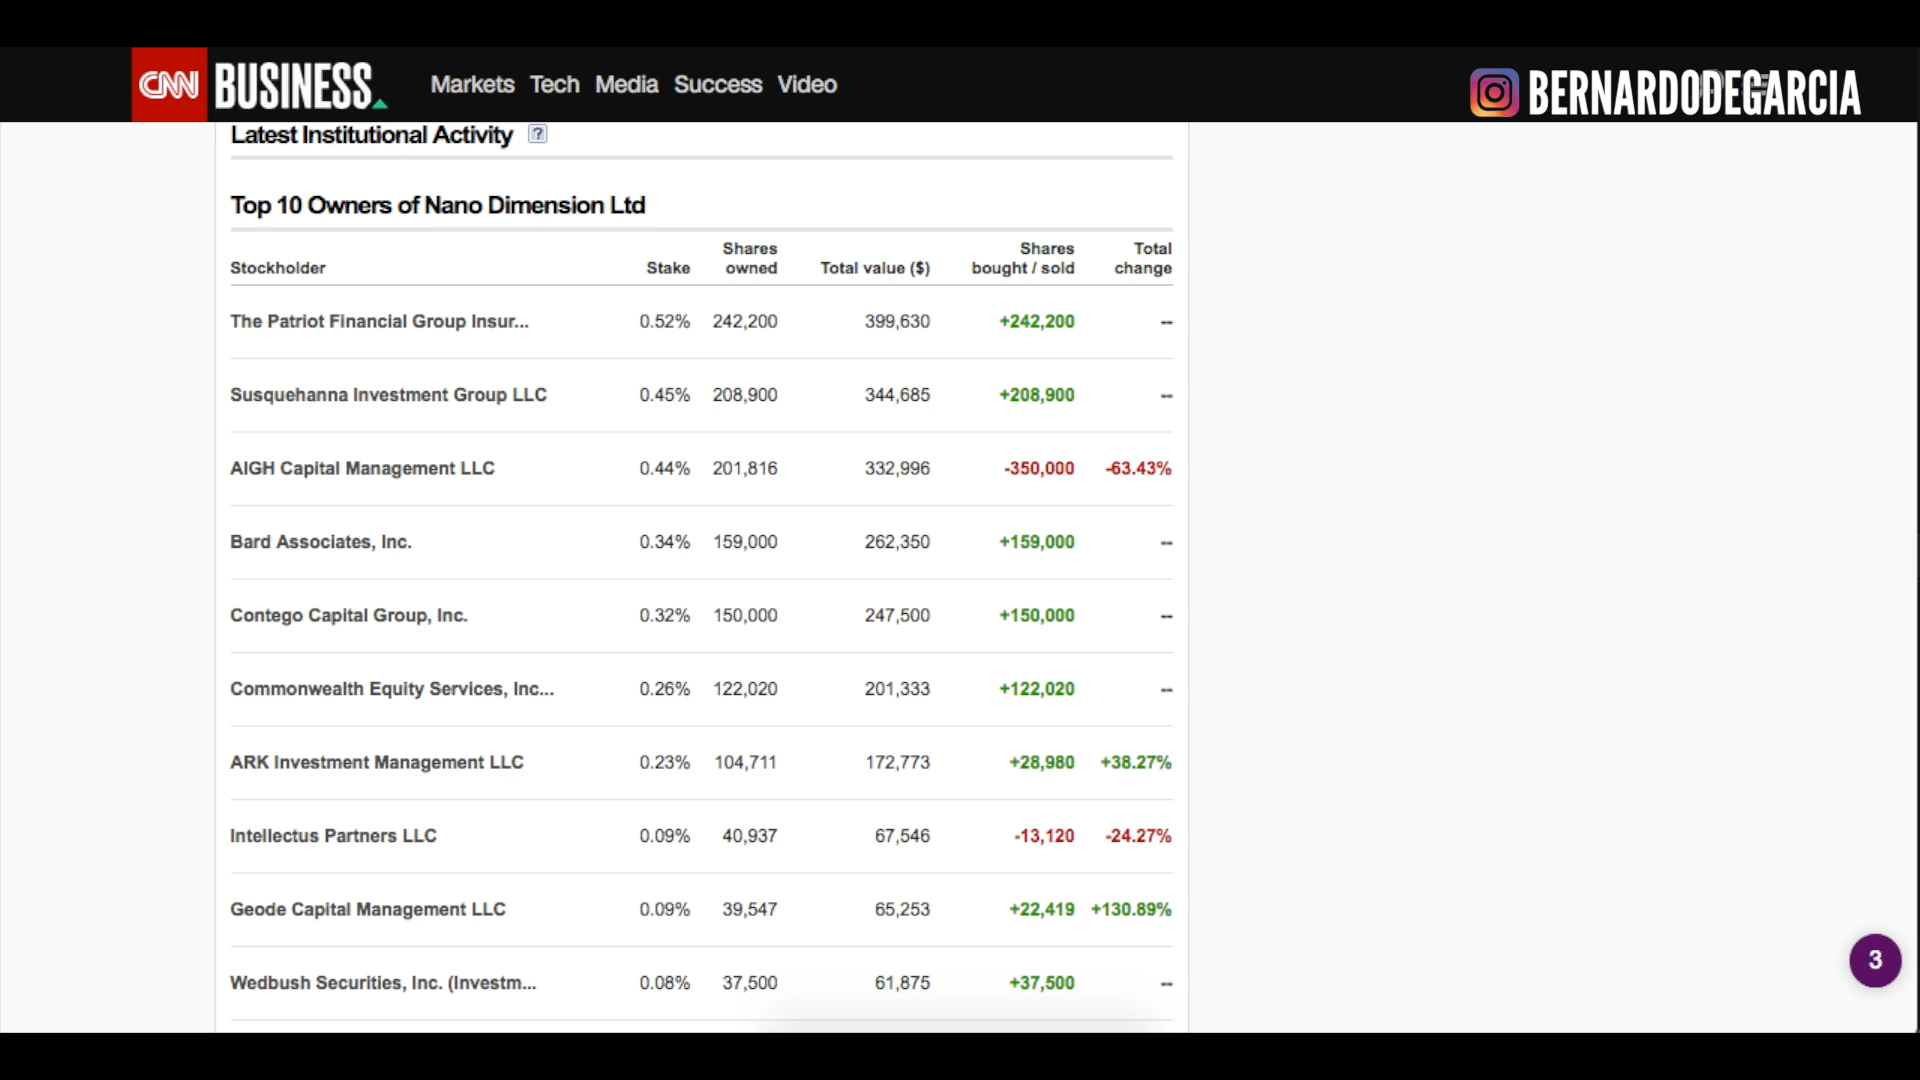 CNN BUSINESS Markets Tech Media Success Video BERNARDODEGARCIA
Latest Institutional Activity ?
Top 10 Owners of Nano Dimension Ltd
Stockholder Stake Shares owned Total value ($) Shares bought / sold Total change
The Patriot Financial Group Insur... 0.52% 242,200 399,630 +242,200 --
Susquehanna Investment Group LLC 0.45% 208,900 344,685 +208,900 --
AIGH Capital Management LLC 0.44% 201,816 332,996 -350,000 -63.43%
Bard Associates, Inc. 0.34% 159,000 262,350 +159,000 --
Contego Capital Group, Inc. 0.32% 150,000 247,500 +150,000 --
Commonwealth Equity Services, Inc... 0.26% 122,020 201,333 +122,020 --
ARK Investment Management LLC 0.23% 104,711 172,773 +28,980 +38.27%
Intellectus Partners LLC 0.09% 40,937 67,546 -13,120 -24.27%
Geode Capital Management LLC 0.09% 39,547 65,253 +22,419 +130.89%
Wedbush Securities, Inc. (Investm... 0.08% 37,500 61,875 +37,500 --
3